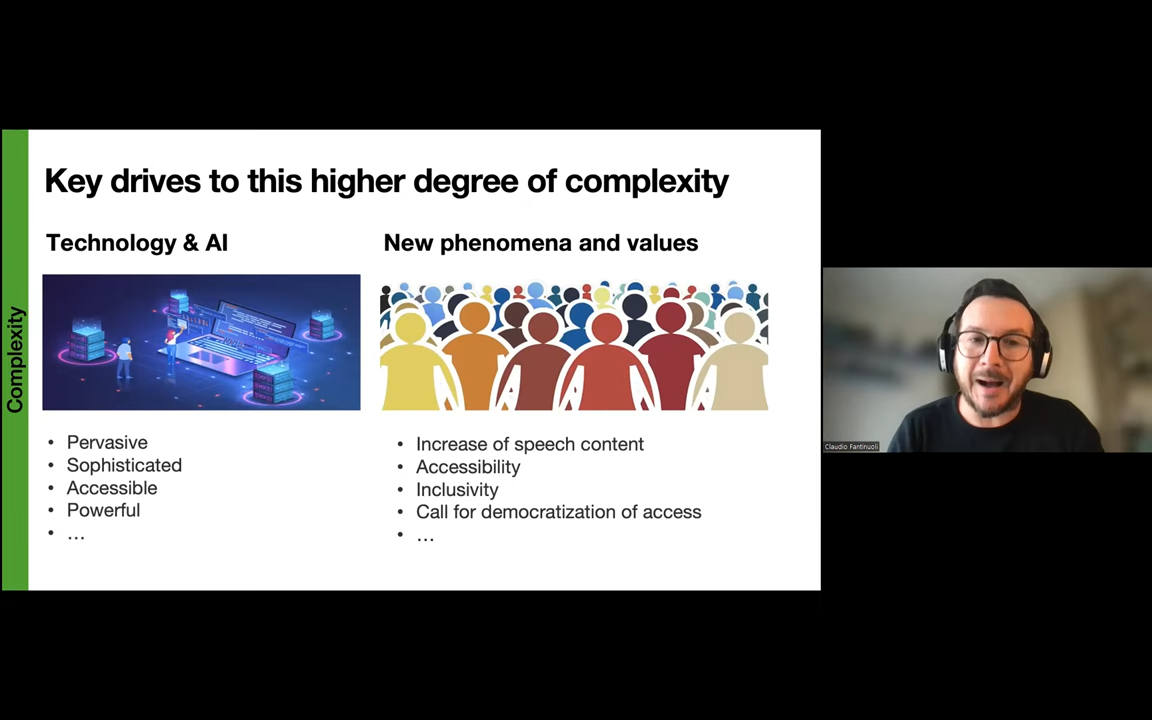 Key drives to this higher degree of complexity
Technology & AI
New phenomena and values
Complexity
• Pervasive
• Sophisticated
• Accessible
• Powerful
• …
• Increase of speech content
• Accessibility
• Inclusivity
• Call for democratization of access
• …
Claudio Fantinuoli